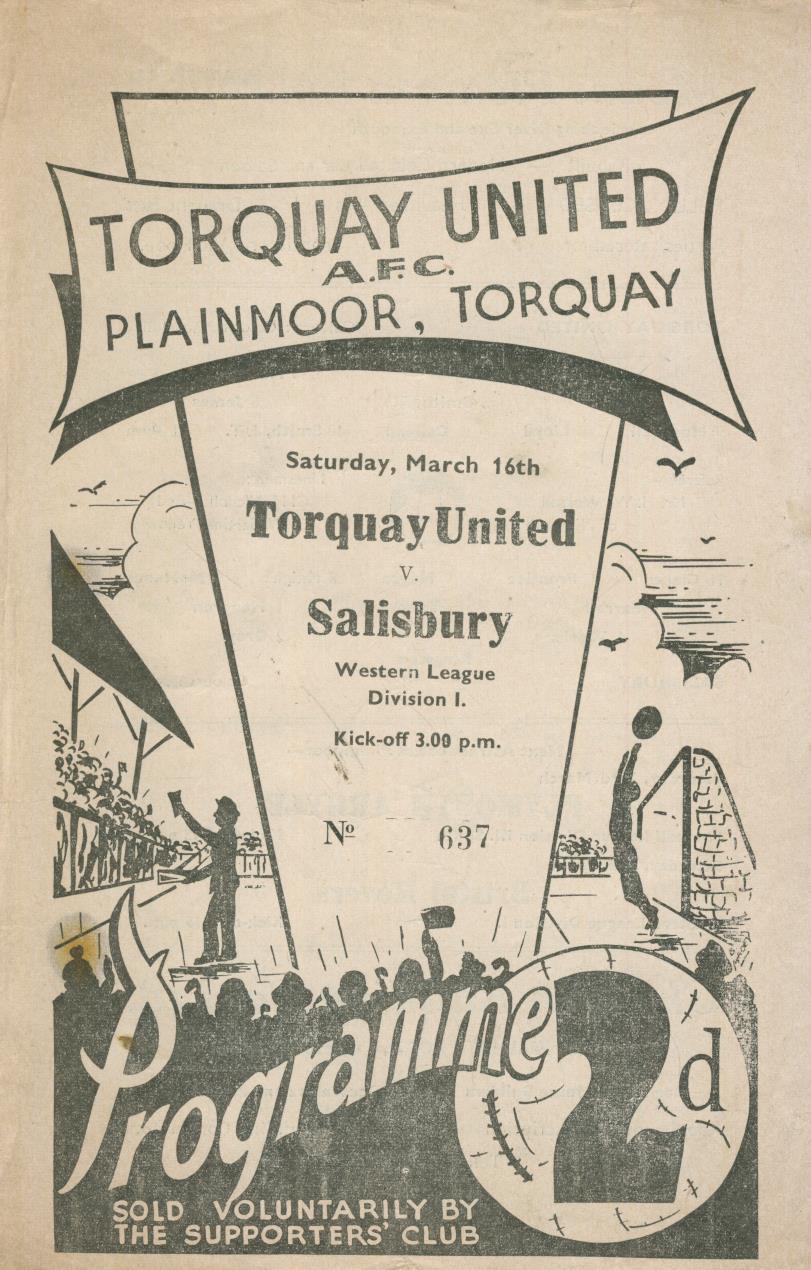 TORQUAY UNITED
A.F.C.
PLAINMOOR, TORQUAY
Saturday, March 16th
Torquay United
v.
Salisbury
Western League
Division I.
Kick-off 3.00 p.m.
No 637
Programme 2d
SOLD VOLUNTARILY BY
THE SUPPORTERS' CLUB